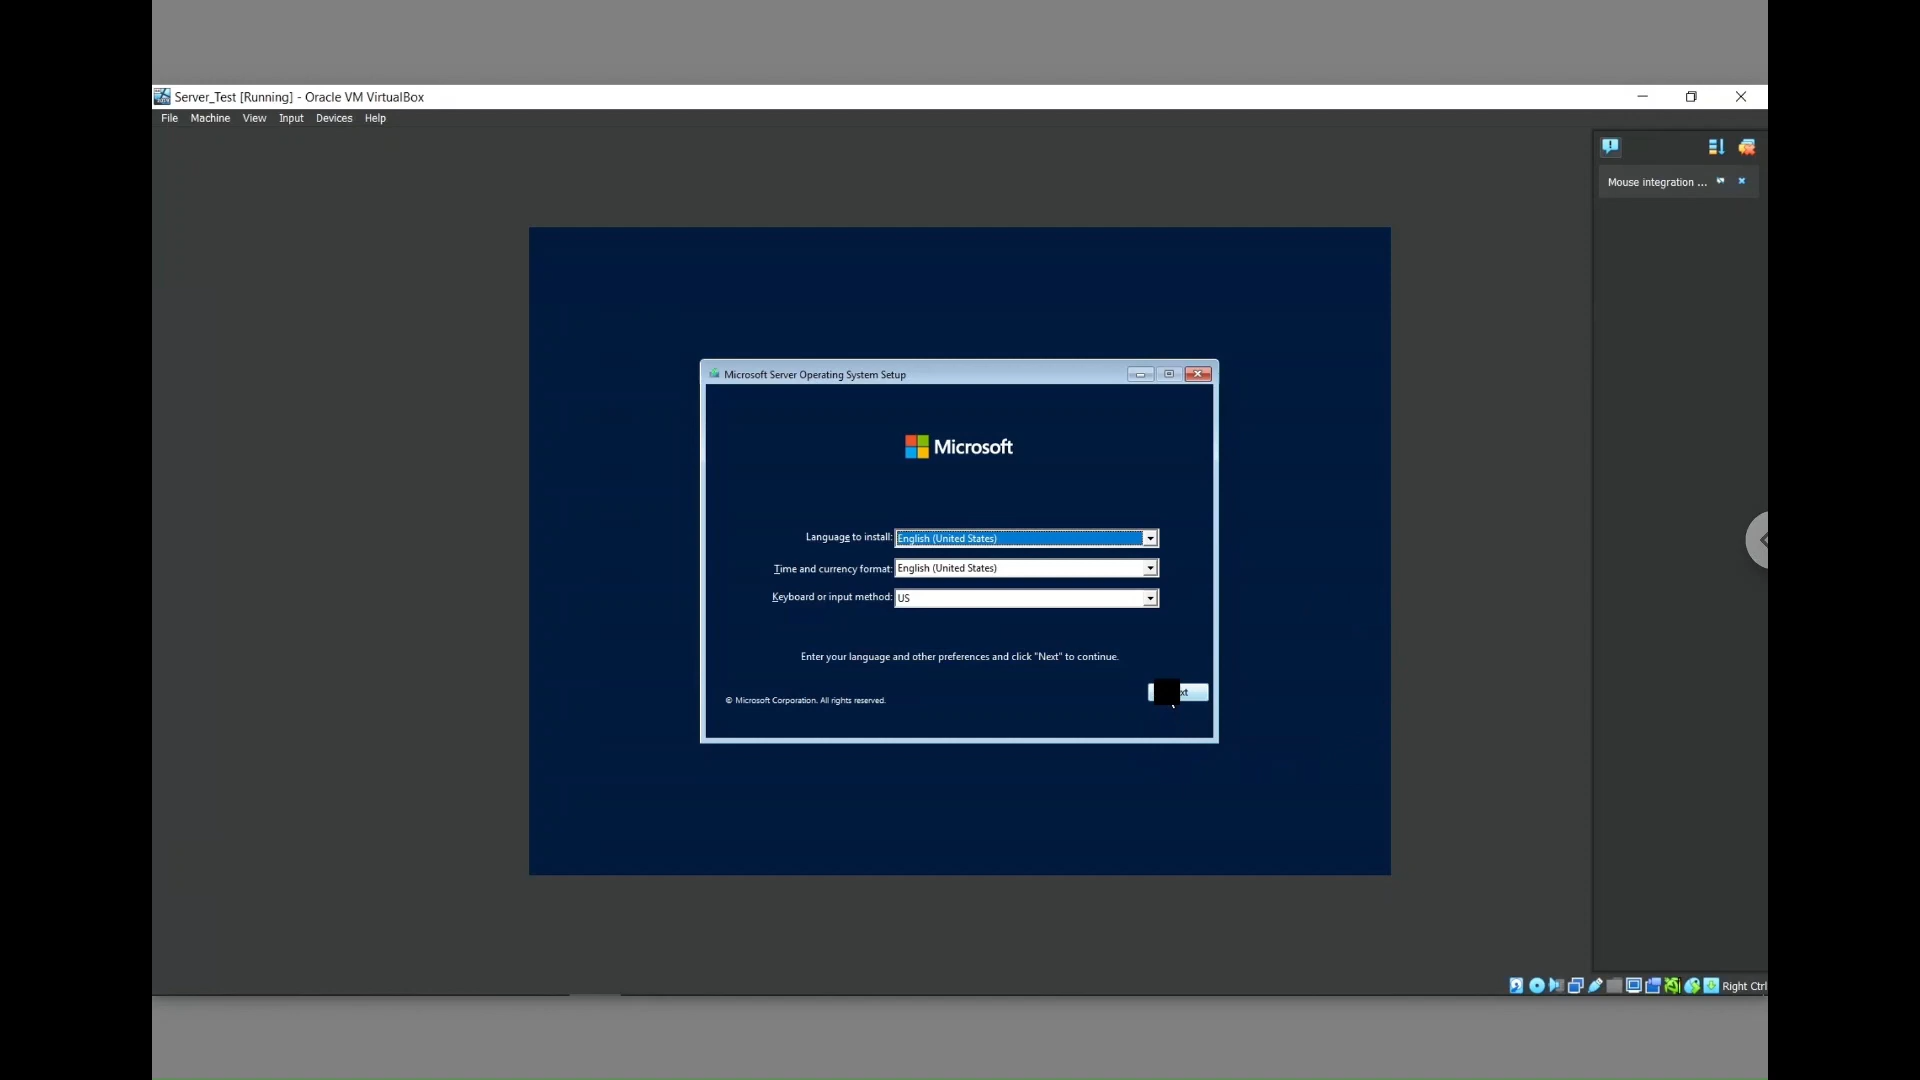 Server_Test [Running] - Oracle VM VirtualBox
File Machine View Input Devices Help
Mouse integration ...
Microsoft Server Operating System Setup
Microsoft
Language to install: English (United States)
Time and currency format: English (United States)
Keyboard or input method: US
Enter your language and other preferences and click "Next" to continue.
© Microsoft Corporation. All rights reserved.
Right Ctrl